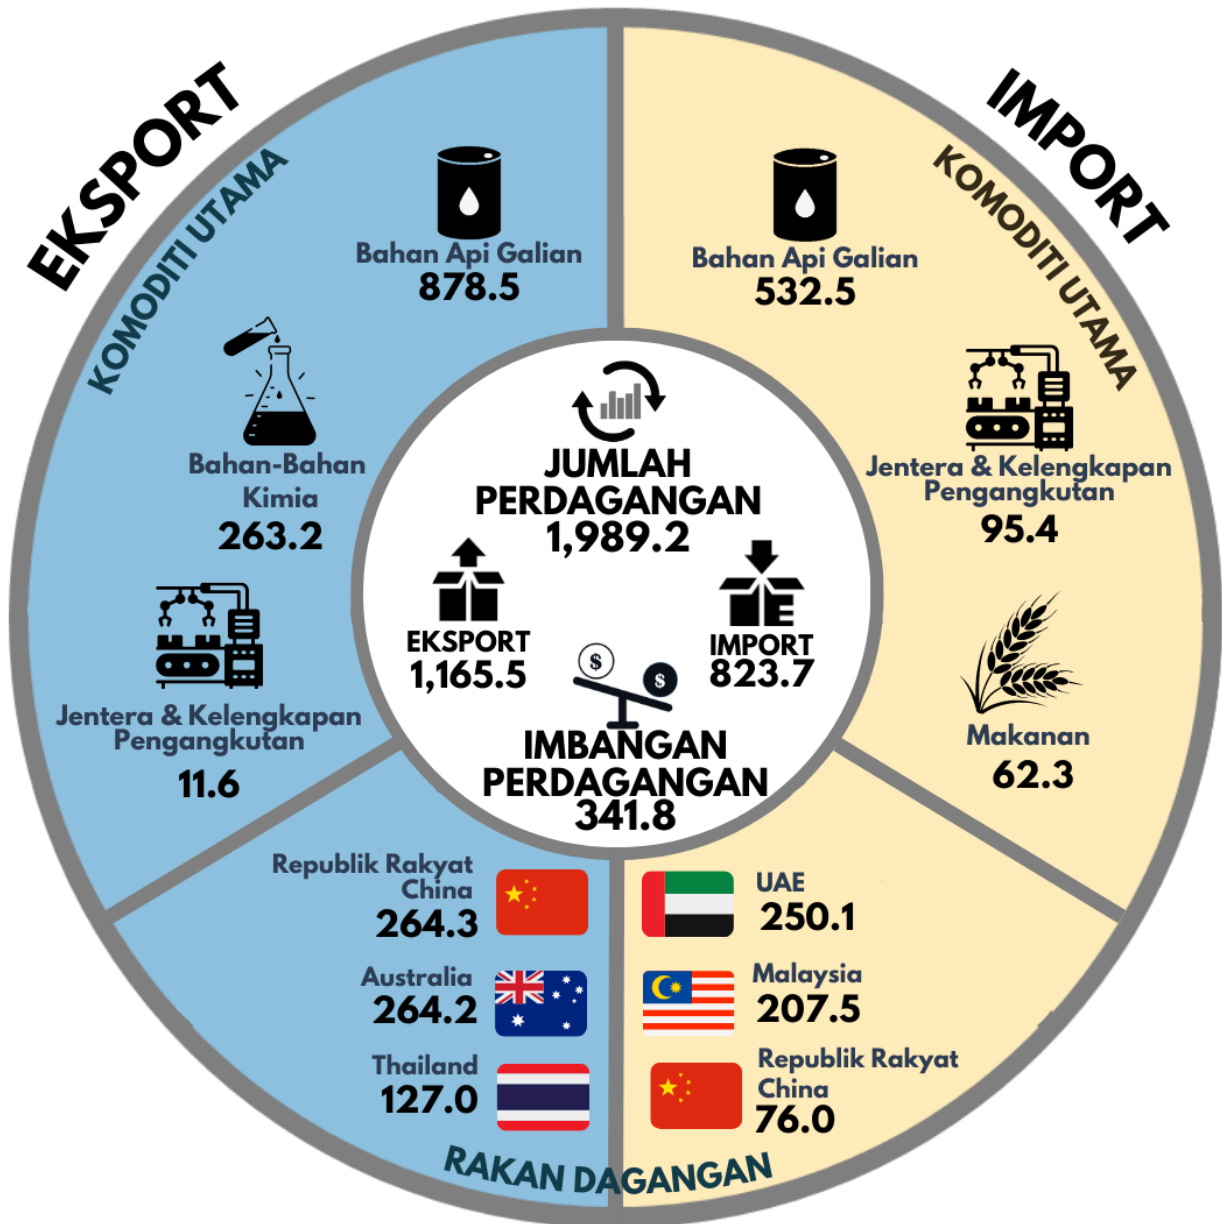 EKSPORT
KOMODITI UTAMA
Bahan Api Galian
878.5
Bahan-Bahan
Kimia
263.2
Jentera & Kelengkapan
Pengangkutan
11.6
IMPORT
KOMODITI UTAMA
Bahan Api Galian
532.5
Jentera & Kelengkapan
Pengangkutan
95.4
Makanan
62.3
JUMLAH
PERDAGANGAN
1,989.2
EKSPORT
1,165.5
IMPORT
823.7
$
$
IMBANGAN
PERDAGANGAN
341.8
Republik Rakyat
China
264.3
Australia
264.2
Thailand
127.0
UAE
250.1
Malaysia
207.5
Republik Rakyat
China
76.0
RAKAN DAGANGAN